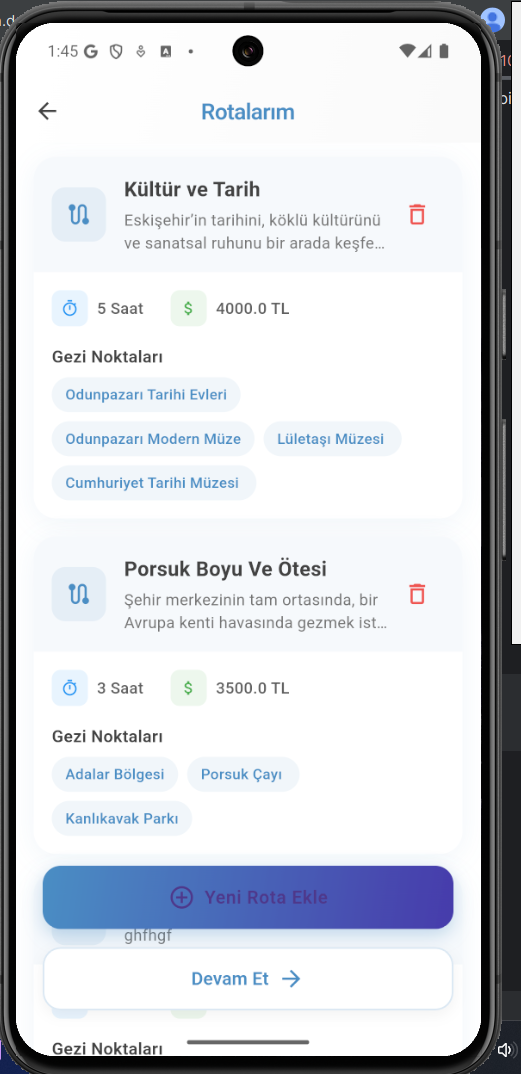 1:45
Rotalarım
Kültür ve Tarih
Eskişehir'in tarihini, köklü kültürünü
ve sanatsal ruhunu bir arada keşfe...
5 Saat
$ 4000.0 TL
Gezi Noktaları
Odunpazarı Tarihi Evleri
Odunpazarı Modern Müze
Lületaşı Müzesi
Cumhuriyet Tarihi Müzesi
Porsuk Boyu Ve Ötesi
Şehir merkezinin tam ortasında, bir
Avrupa kenti havasında gezmek ist...
3 Saat
$ 3500.0 TL
Gezi Noktaları
Adalar Bölgesi
Porsuk Çayı
Kanlıkavak Parkı
Yeni Rota Ekle
ghfhgf
Devam Et
Gezi Noktaları